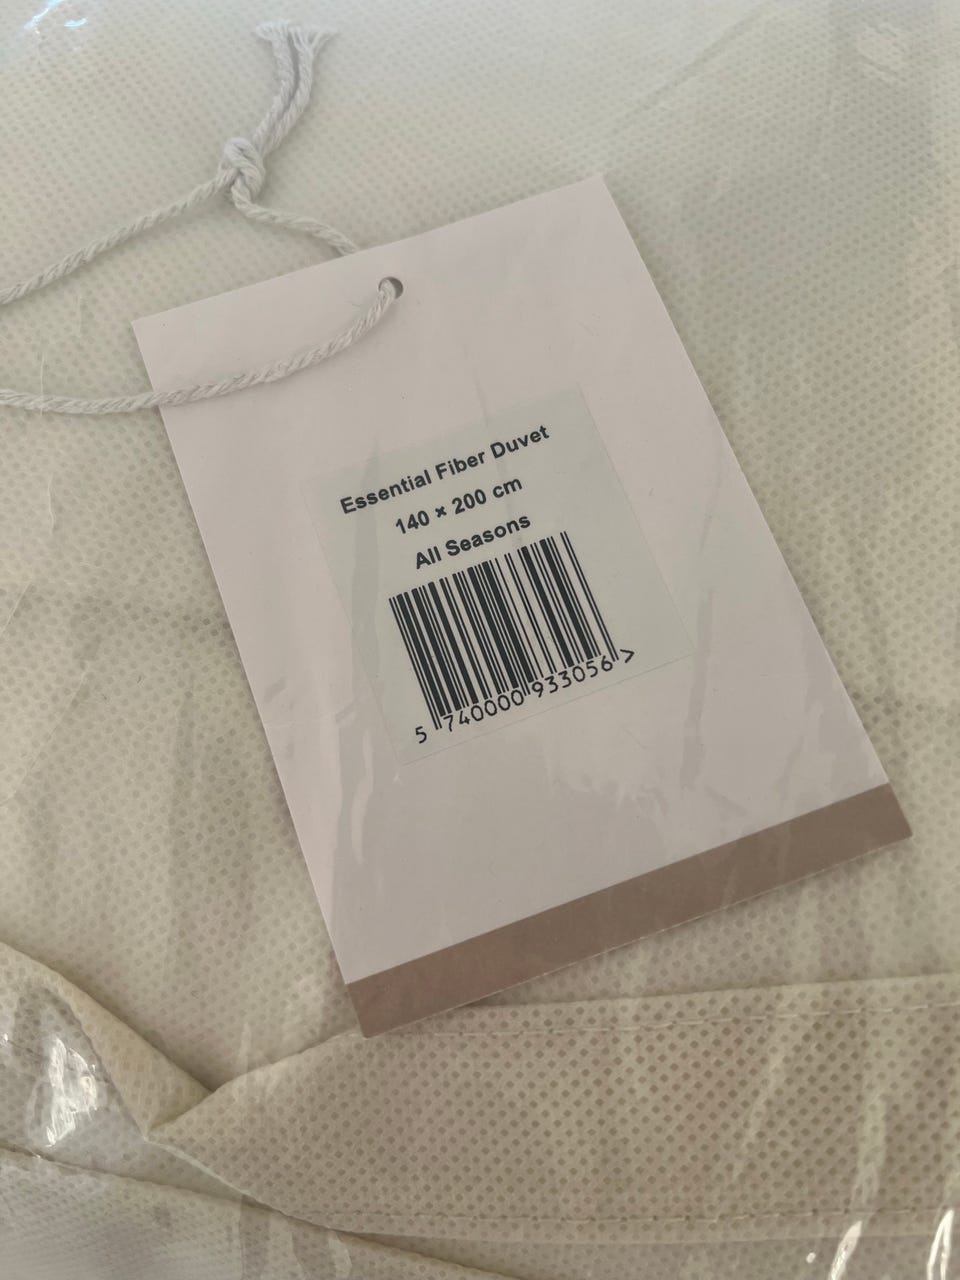 Essential Fiber Duvet
140 × 200 cm
All Seasons
5 740000 933056 >